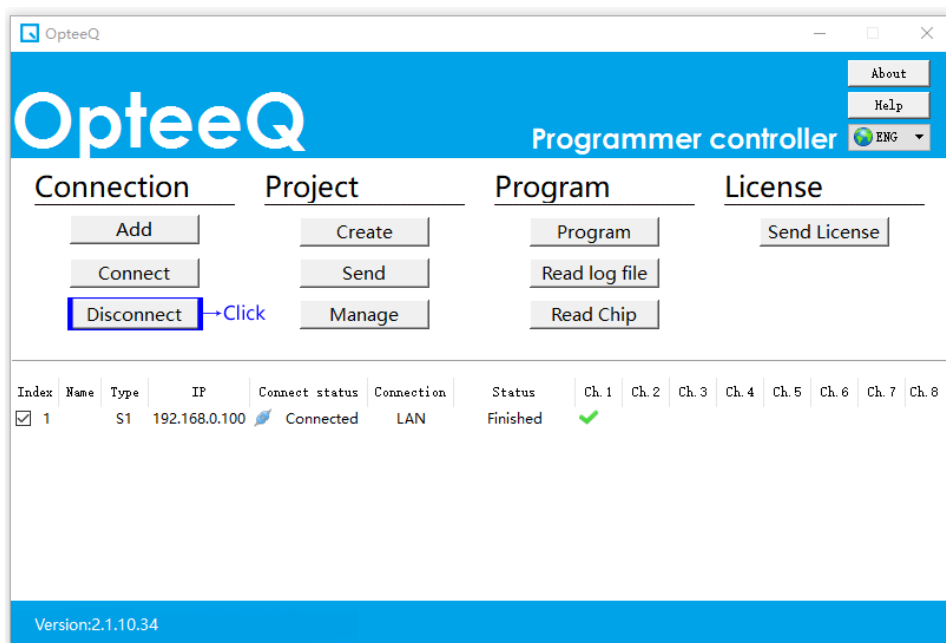 OpteeQ
About
Help
OpteeQ
Programmer controller
ENG
Connection Project Program License
Add Create Program Send License
Connect Send Read log file
Disconnect →Click Manage Read Chip
Index Name Type IP Connect status Connection Status Ch.1 Ch.2 Ch.3 Ch.4 Ch.5 Ch.6 Ch.7 Ch.8
1 S1 192.168.0.100 Connected LAN Finished
Version:2.1.10.34